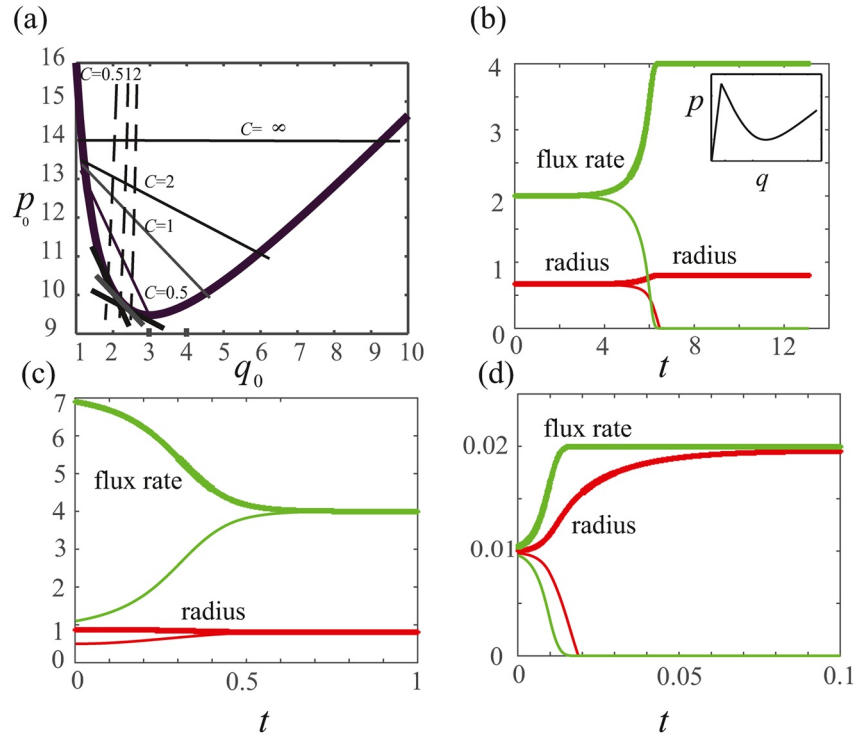 (a)
16
15
14
13
12
11
10
9
p₀
C=0.512
C= ∞
C=2
C=1
C=0.5
1 2 3 4 5 6 7 8 9 10
q₀
(b)
4
3
2
1
0
flux rate
radius radius
p
q
0 4 8 12
t
(c)
7
6
5
4
3
2
1
0
flux rate
radius
0 0.5 1
t
(d)
0.02
0.01
0
flux rate
radius
0 0.05 0.1
t